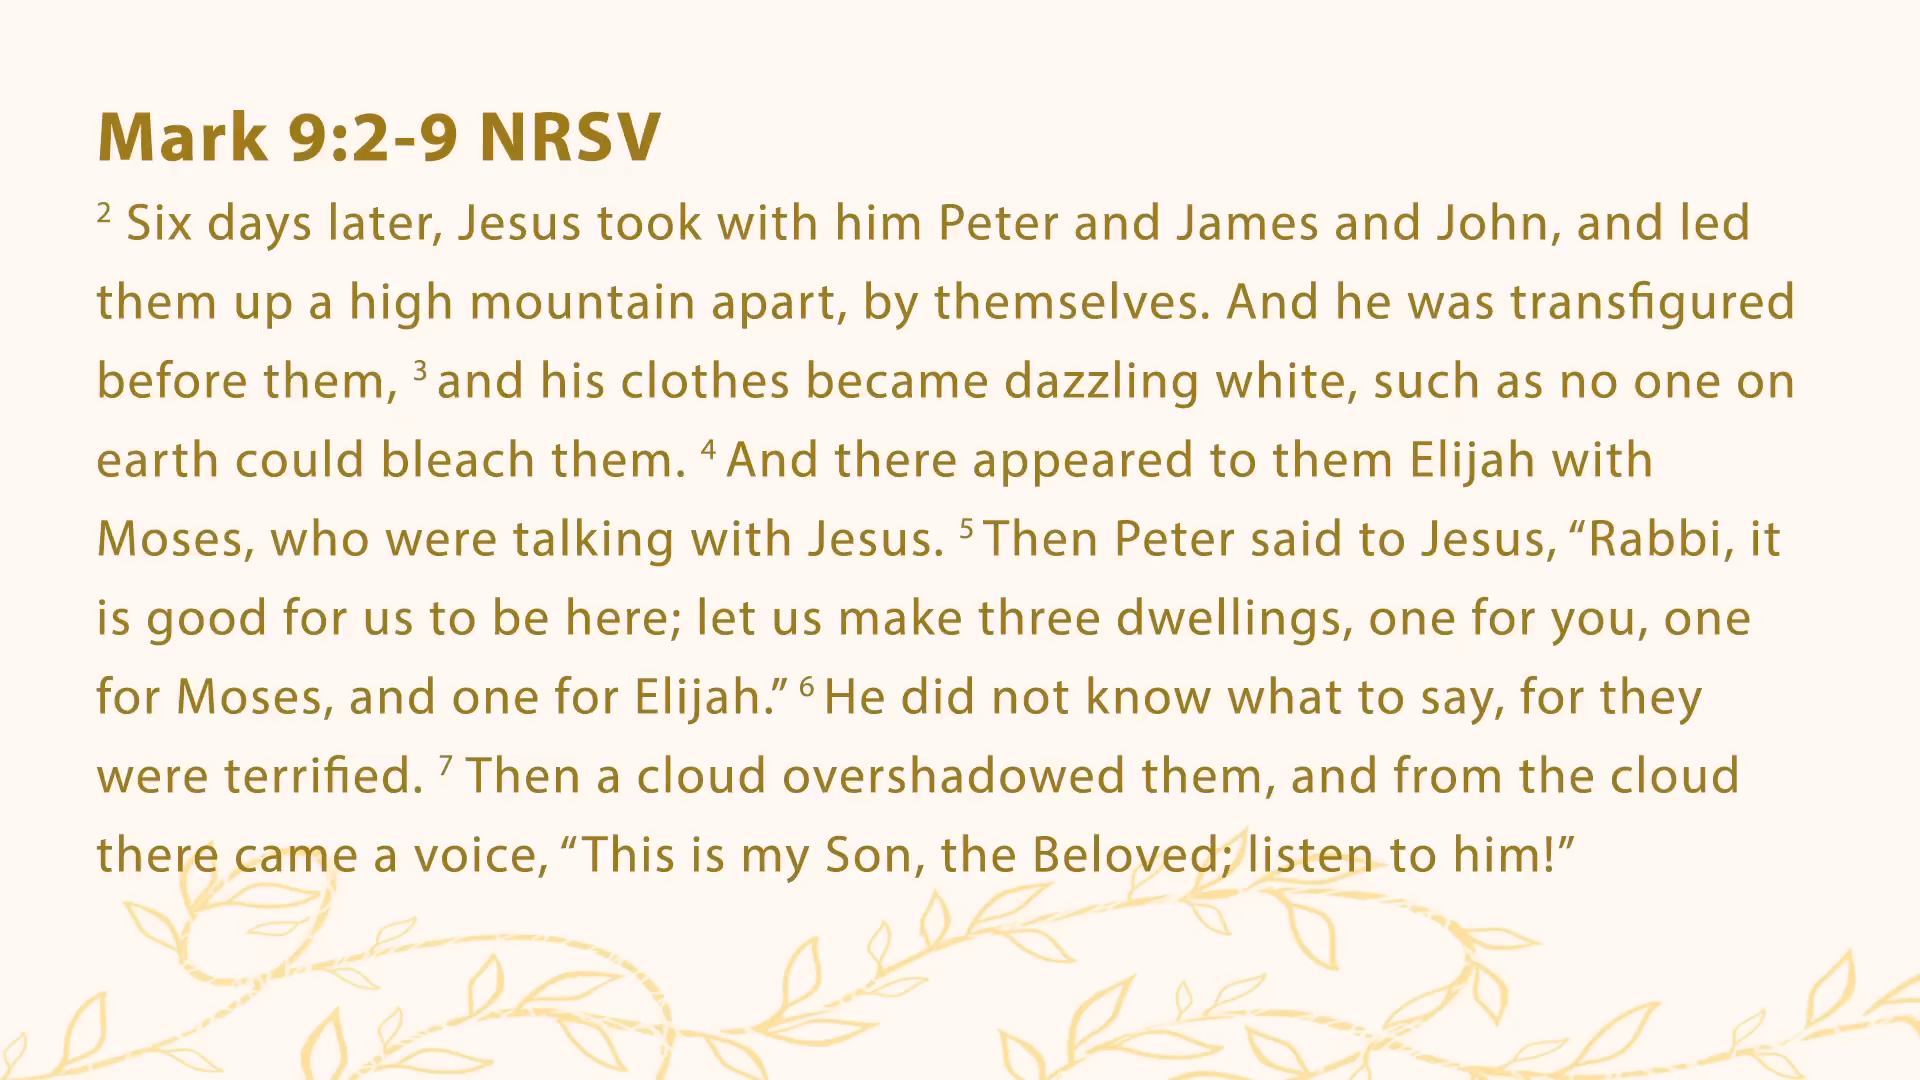 Mark 9:2-9 NRSV
² Six days later, Jesus took with him Peter and James and John, and led
them up a high mountain apart, by themselves. And he was transfigured
before them, ³ and his clothes became dazzling white, such as no one on
earth could bleach them. ⁴ And there appeared to them Elijah with
Moses, who were talking with Jesus. ⁵ Then Peter said to Jesus, “Rabbi, it
is good for us to be here; let us make three dwellings, one for you, one
for Moses, and one for Elijah.” ⁶ He did not know what to say, for they
were terrified. ⁷ Then a cloud overshadowed them, and from the cloud
there came a voice, “This is my Son, the Beloved; listen to him!”